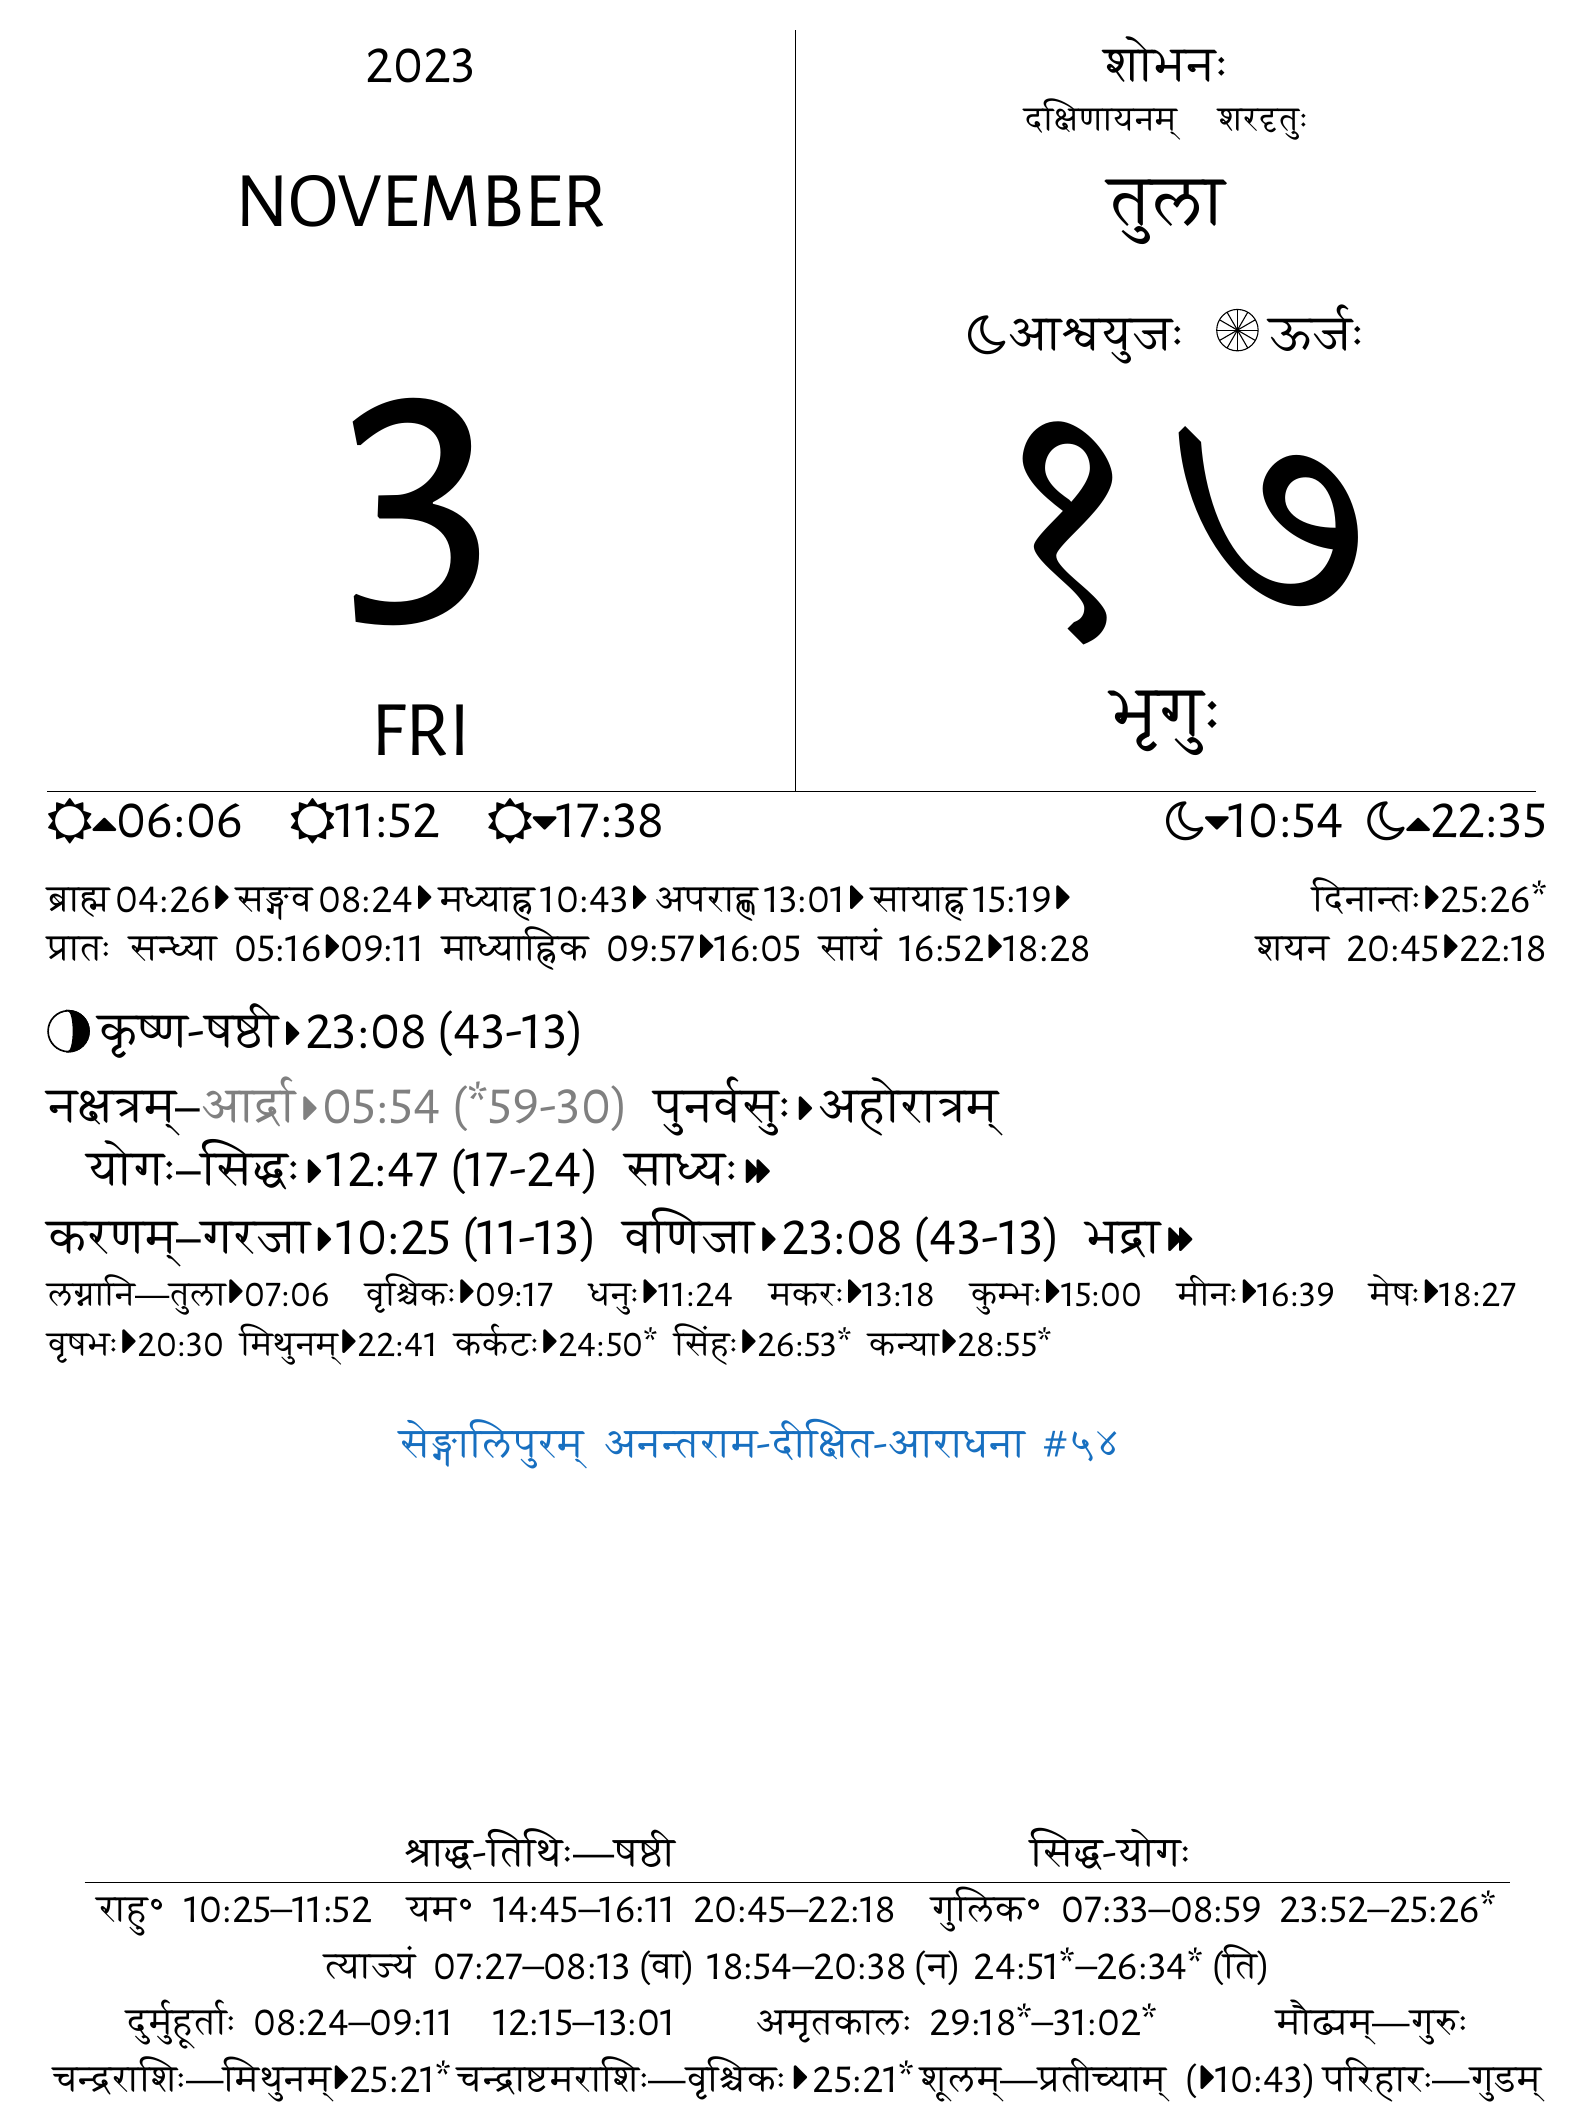 2023
NOVEMBER
3
FRI
शोभनः
दक्षिणायनम् शरदृतुः
तुला
आश्वयुजः ऊर्जः
१७
भृगुः
06:06 11:52 17:38 10:54 22:35
ब्राह्म 04:26 सङ्गव 08:24 मध्याह्न 10:43 अपराह्ण 13:01 सायाह्न 15:19 दिनान्तः 25:26*
प्रातः सन्ध्या 05:16 09:11 माध्याह्निक 09:57 16:05 सायं 16:52 18:28 शयन 20:45 22:18
कृष्ण-षष्ठी 23:08 (43-13)
नक्षत्रम्–आर्द्रा 05:54 (*59-30) पुनर्वसुः अहोरात्रम्
योगः–सिद्धः 12:47 (17-24) साध्यः
करणम्–गरजा 10:25 (11-13) वणिजा 23:08 (43-13) भद्रा
लग्नानि—तुला 07:06 वृश्चिकः 09:17 धनुः 11:24 मकरः 13:18 कुम्भः 15:00 मीनः 16:39 मेषः 18:27
वृषभः 20:30 मिथुनम् 22:41 कर्कटः 24:50* सिंहः 26:53* कन्या 28:55*
सेङ्गालिपुरम् अनन्तराम-दीक्षित-आराधना #५४
श्राद्ध-तिथिः—षष्ठी सिद्ध-योगः
राहु॰ 10:25–11:52 यम॰ 14:45–16:11 20:45–22:18 गुलिक॰ 07:33–08:59 23:52–25:26*
त्याज्यं 07:27–08:13 (वा) 18:54–20:38 (न) 24:51*–26:34* (ति)
दुर्मुहूर्ताः 08:24–09:11 12:15–13:01 अमृतकालः 29:18*–31:02* मौढ्यम्—गुरुः
चन्द्रराशिः—मिथुनम् 25:21* चन्द्राष्टमराशिः—वृश्चिकः 25:21* शूलम्—प्रतीच्याम् ( 10:43) परिहारः—गुडम्